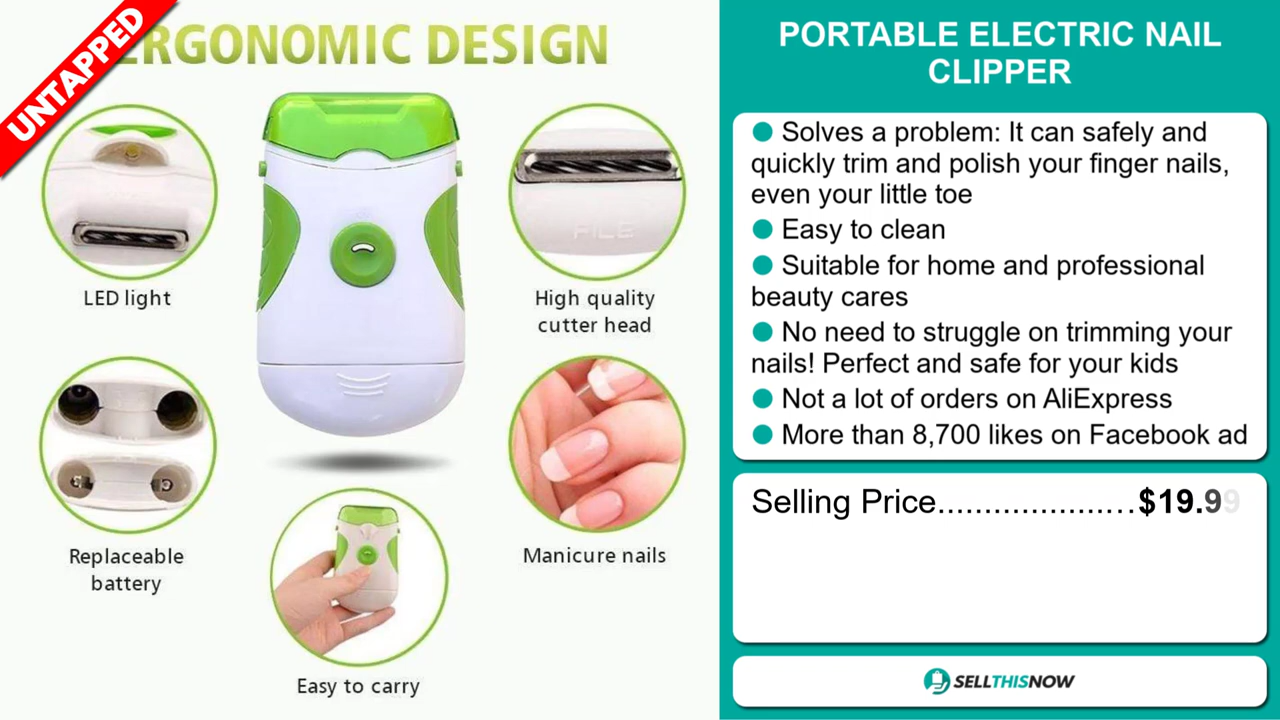 UNTAPPED
ERGONOMIC DESIGN
LED light
High quality
cutter head
FILE
Replaceable
battery
Manicure nails
Easy to carry
PORTABLE ELECTRIC NAIL
CLIPPER
● Solves a problem: It can safely and
quickly trim and polish your finger nails,
even your little toe
● Easy to clean
● Suitable for home and professional
beauty cares
● No need to struggle on trimming your
nails! Perfect and safe for your kids
● Not a lot of orders on AliExpress
● More than 8,700 likes on Facebook ad
Selling Price.....................$19.99
SELLTHISNOW